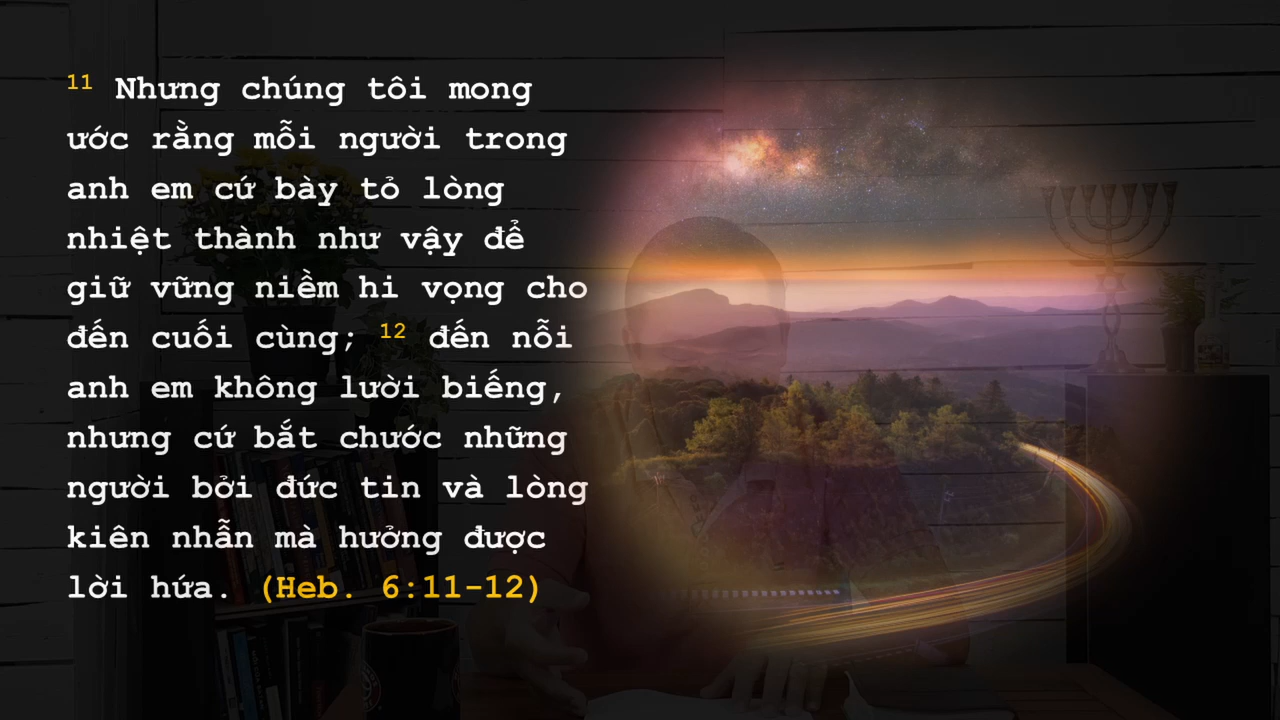 11 Nhưng chúng tôi mong
ước rằng mỗi người trong
anh em cứ bày tỏ lòng
nhiệt thành như vậy để
giữ vững niềm hi vọng cho
đến cuối cùng; 12 đến nỗi
anh em không lười biếng,
nhưng cứ bắt chước những
người bởi đức tin và lòng
kiên nhẫn mà hưởng được
lời hứa. (Heb. 6:11-12)